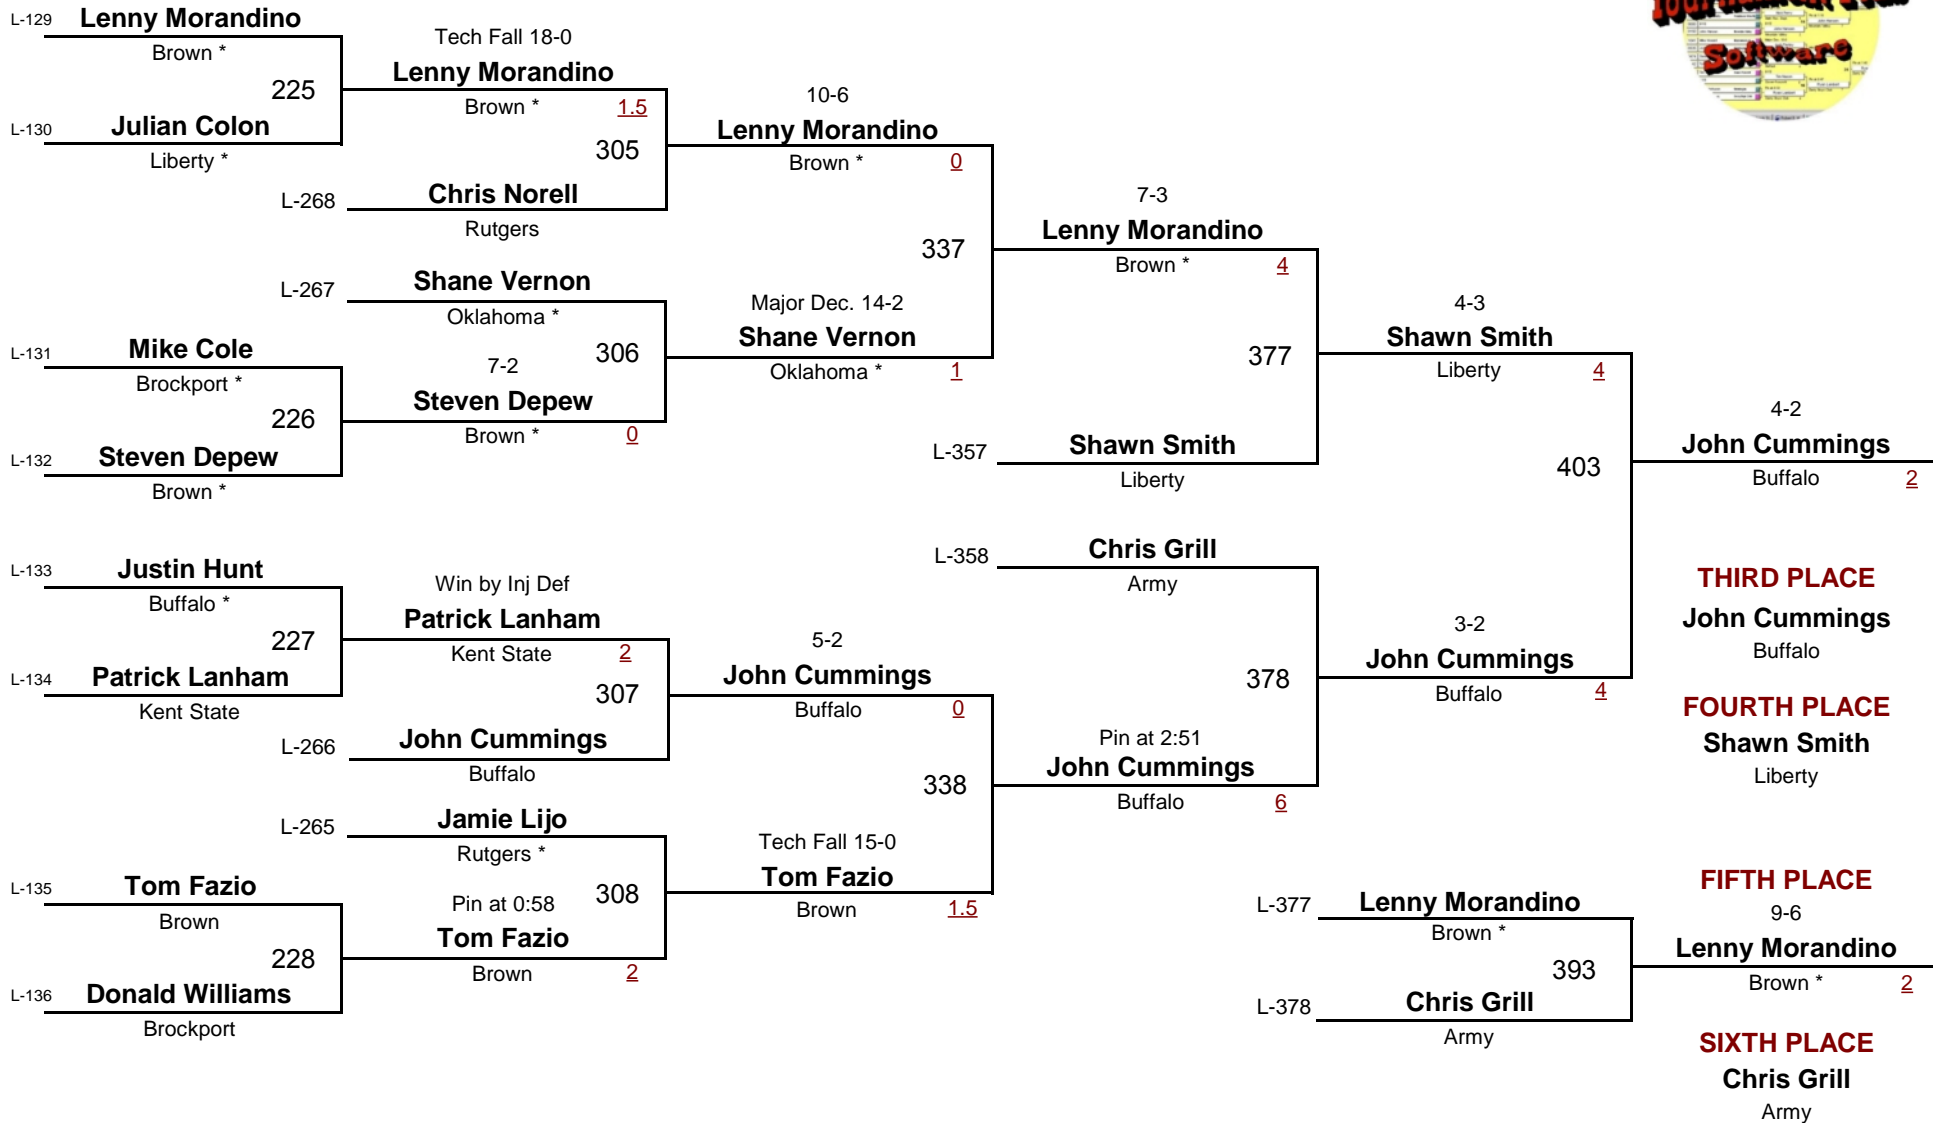 L-129 Lenny Morandino
Brown *
225
L-130 Julian Colon
Liberty *
Tech Fall 18-0
Lenny Morandino
Brown * 1.5
305
L-268 Chris Norell
Rutgers
10-6
Lenny Morandino
Brown * 0
337
L-267 Shane Vernon
Oklahoma *
306
L-131 Mike Cole
Brockport *
226
L-132 Steven Depew
Brown *
7-2
Steven Depew
Brown * 0
Major Dec. 14-2
Shane Vernon
Oklahoma * 1
7-3
Lenny Morandino
Brown * 4
377
L-357 Shawn Smith
Liberty
4-3
Shawn Smith
Liberty 4
403
4-2
John Cummings
Buffalo 2
L-133 Justin Hunt
Buffalo *
227
L-134 Patrick Lanham
Kent State
Win by Inj Def
Patrick Lanham
Kent State 2
307
L-266 John Cummings
Buffalo
5-2
John Cummings
Buffalo 0
338
L-265 Jamie Lijo
Rutgers *
308
L-135 Tom Fazio
Brown
228
L-136 Donald Williams
Brockport
Pin at 0:58
Tom Fazio
Brown 2
Tech Fall 15-0
Tom Fazio
Brown 1.5
L-358 Chris Grill
Army
378
Pin at 2:51
John Cummings
Buffalo 6
3-2
John Cummings
Buffalo 4
THIRD PLACE
John Cummings
Buffalo
FOURTH PLACE
Shawn Smith
Liberty
L-377 Lenny Morandino
Brown *
393
L-378 Chris Grill
Army
FIFTH PLACE
9-6
Lenny Morandino
Brown * 2
SIXTH PLACE
Chris Grill
Army
Software